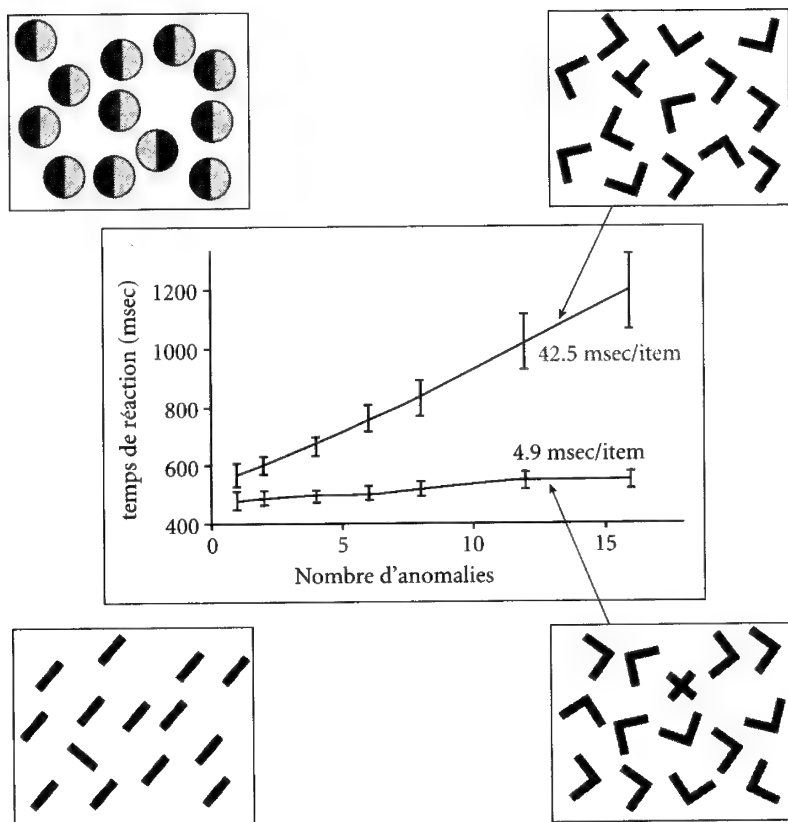 temps de réaction (msec)
1200
1000
800
600
400
42.5 msec/item
4.9 msec/item
0
5
10
15
Nombre d'anomalies